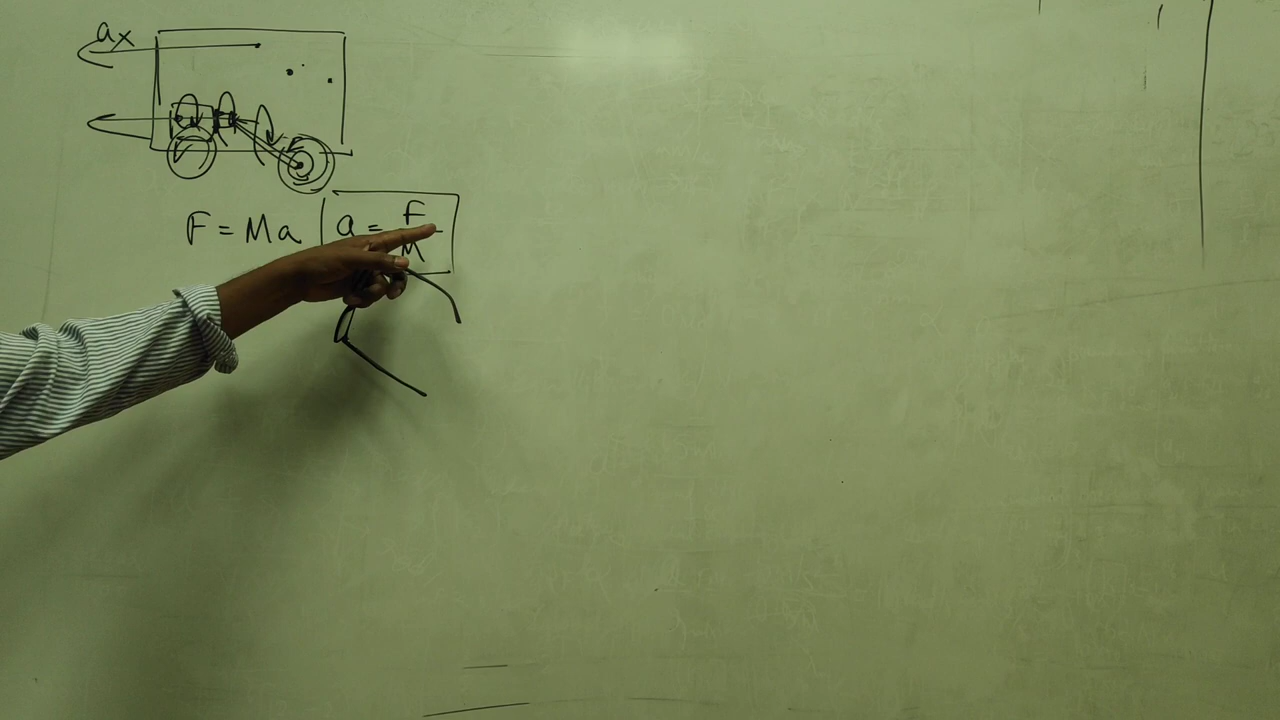 ax
F = Ma | a = F/M